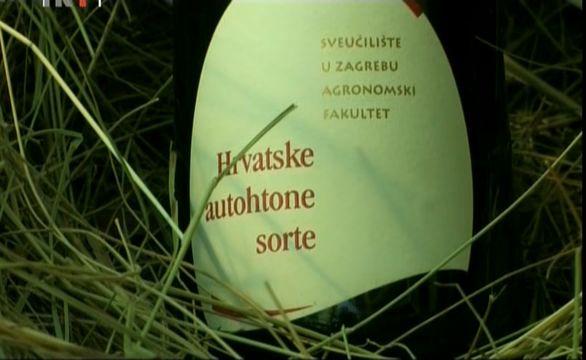 SVEUČILIŠTE
U ZAGREBU
AGRONOMSKI
FAKULTET
Hrvatske
autohtone
sorte